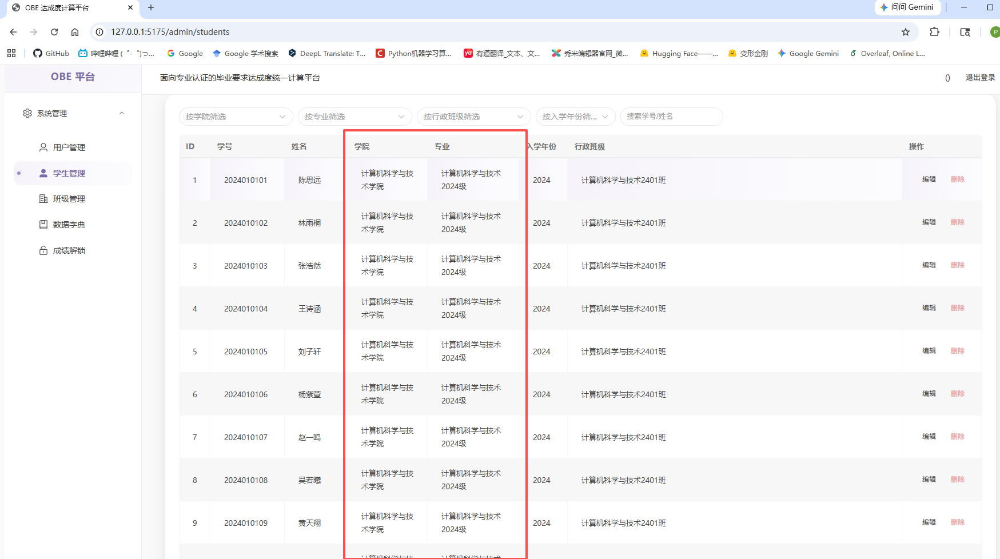 OBE 达成度计算平台
问问 Gemini
127.0.0.1:5175/admin/students
P
GitHub
哔哩哔哩 ( ゜- ゜)つ...
Google
Google 学术搜索
DeepL Translate: T...
Python机器学习算...
有道翻译_文本、文...
秀米编辑器官网_微...
Hugging Face——...
变形金刚
Google Gemini
Overleaf, Online L...
OBE 平台
面向专业认证的毕业要求达成度统一计算平台
()
退出登录
系统管理
用户管理
学生管理
班级管理
数据字典
成绩解锁
按学院筛选
按专业筛选
按行政班级筛选
按入学年份筛...
搜索学号/姓名
ID 学号 姓名 学院 专业 入学年份 行政班级 操作
1 2024010101 陈思远 计算机科学与技 计算机科学与技术 2024 计算机科学与技术2401班 编辑 删除
术学院 2024级
2 2024010102 林雨桐 计算机科学与技 计算机科学与技术 2024 计算机科学与技术2401班 编辑 删除
术学院 2024级
3 2024010103 张浩然 计算机科学与技 计算机科学与技术 2024 计算机科学与技术2401班 编辑 删除
术学院 2024级
4 2024010104 王诗涵 计算机科学与技 计算机科学与技术 2024 计算机科学与技术2401班 编辑 删除
术学院 2024级
5 2024010105 刘子轩 计算机科学与技 计算机科学与技术 2024 计算机科学与技术2401班 编辑 删除
术学院 2024级
6 2024010106 杨紫萱 计算机科学与技 计算机科学与技术 2024 计算机科学与技术2401班 编辑 删除
术学院 2024级
7 2024010107 赵一鸣 计算机科学与技 计算机科学与技术 2024 计算机科学与技术2401班 编辑 删除
术学院 2024级
8 2024010108 吴若曦 计算机科学与技 计算机科学与技术 2024 计算机科学与技术2401班 编辑 删除
术学院 2024级
9 2024010109 黄天翔 计算机科学与技 计算机科学与技术 2024 计算机科学与技术2401班 编辑 删除
术学院 2024级